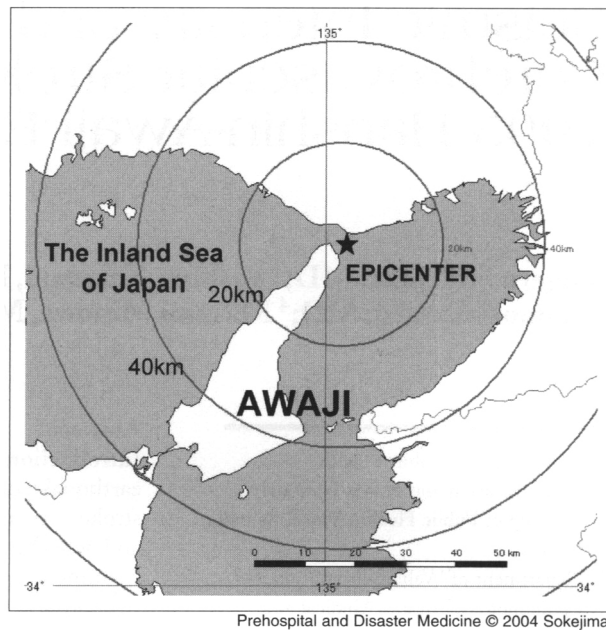 135°
The Inland Sea
of Japan
20km
40km
EPICENTER
20km
40km
AWAJI
0 10 20 30 40 50 km
34°
135°
34°
Prehospital and Disaster Medicine © 2004 Sokejima